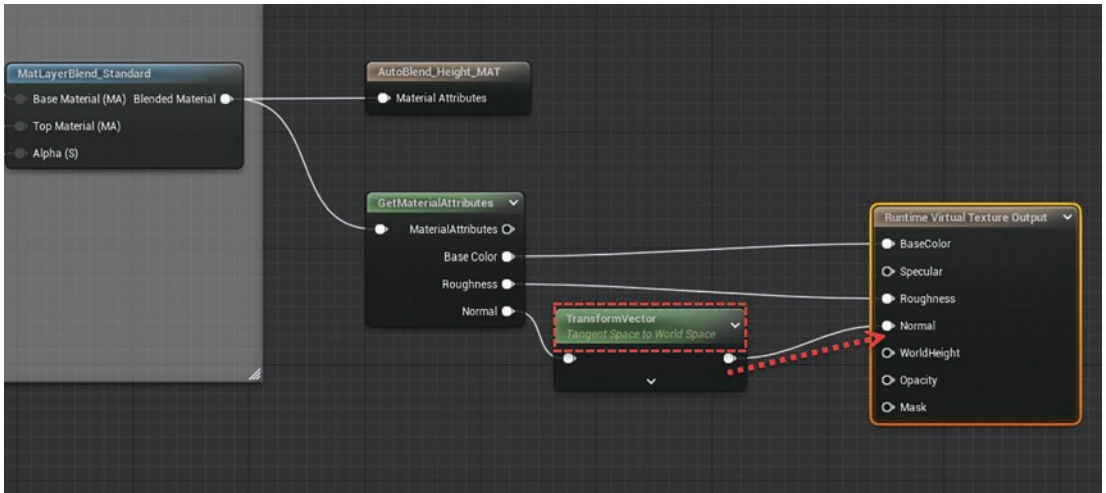 MatLayerBlend_Standard
Base Material (MA) Blended Material
Top Material (MA)
Alpha (S)
AutoBlend_Height_MAT
Material Attributes
GetMaterialAttributes
MaterialAttributes
Base Color
Roughness
Normal
TransformVector
Tangent Space to World Space
Runtime Virtual Texture Output
BaseColor
Specular
Roughness
Normal
WorldHeight
Opacity
Mask